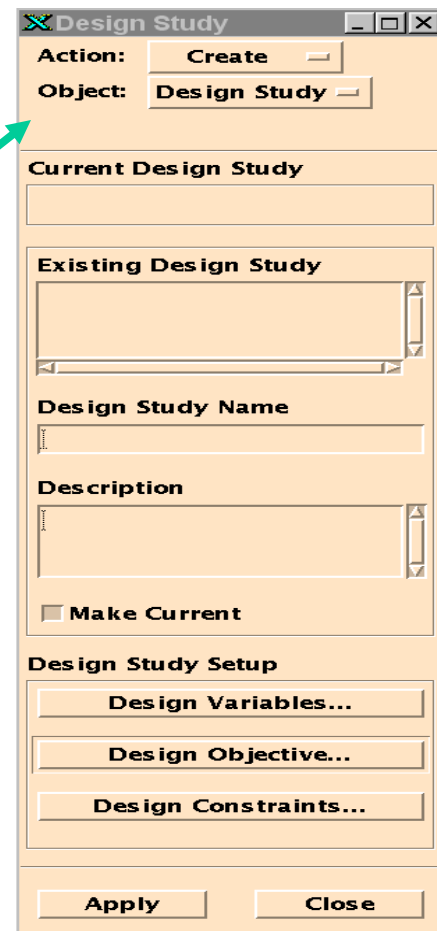 Design Study
Action: Create
Object: Design Study
Current Design Study
Existing Design Study
Design Study Name
Description
Make Current
Design Study Setup
Design Variables...
Design Objective...
Design Constraints...
Apply Close